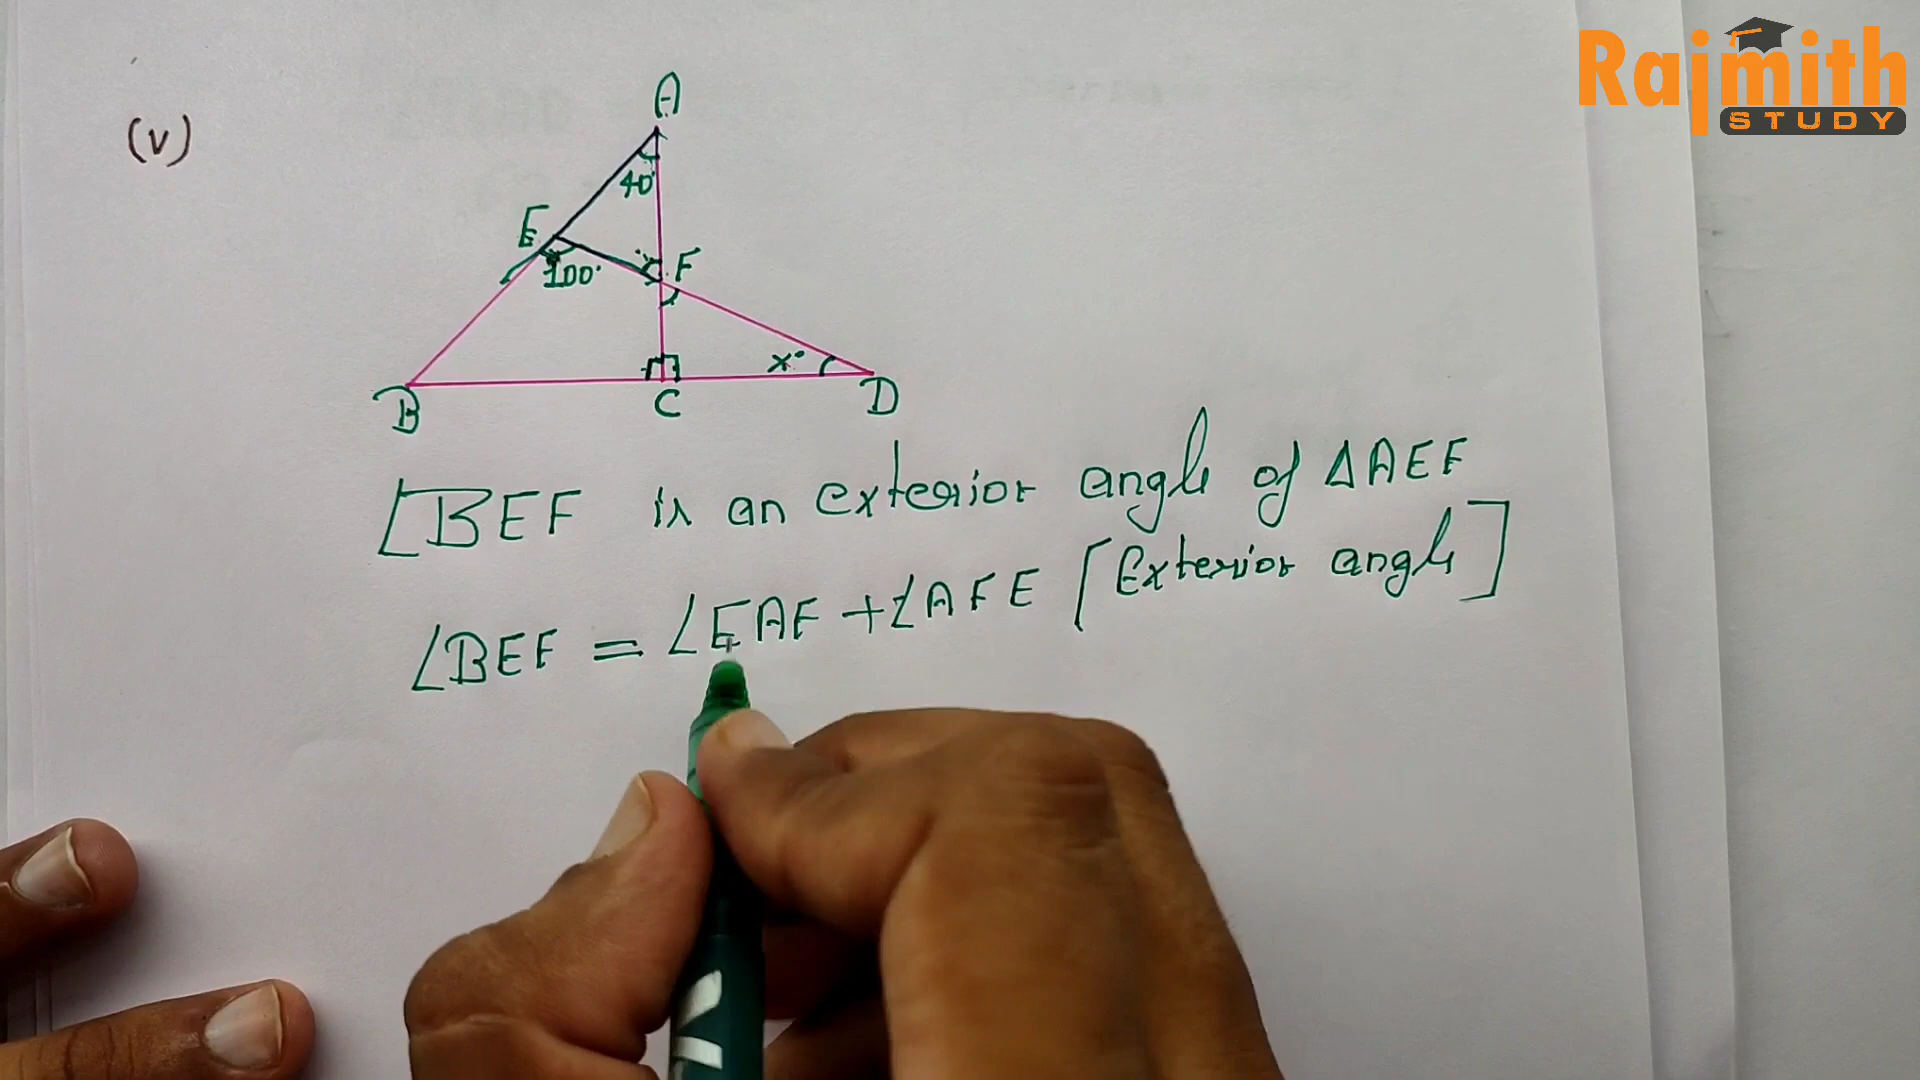 Rajmith
STUDY
(v)
A
40°
E
100°
F
x°
B
C
D
∠BEF is an exterior angle of ΔAEF
∠BEF = ∠EAF + ∠AFE [Exterior angle]